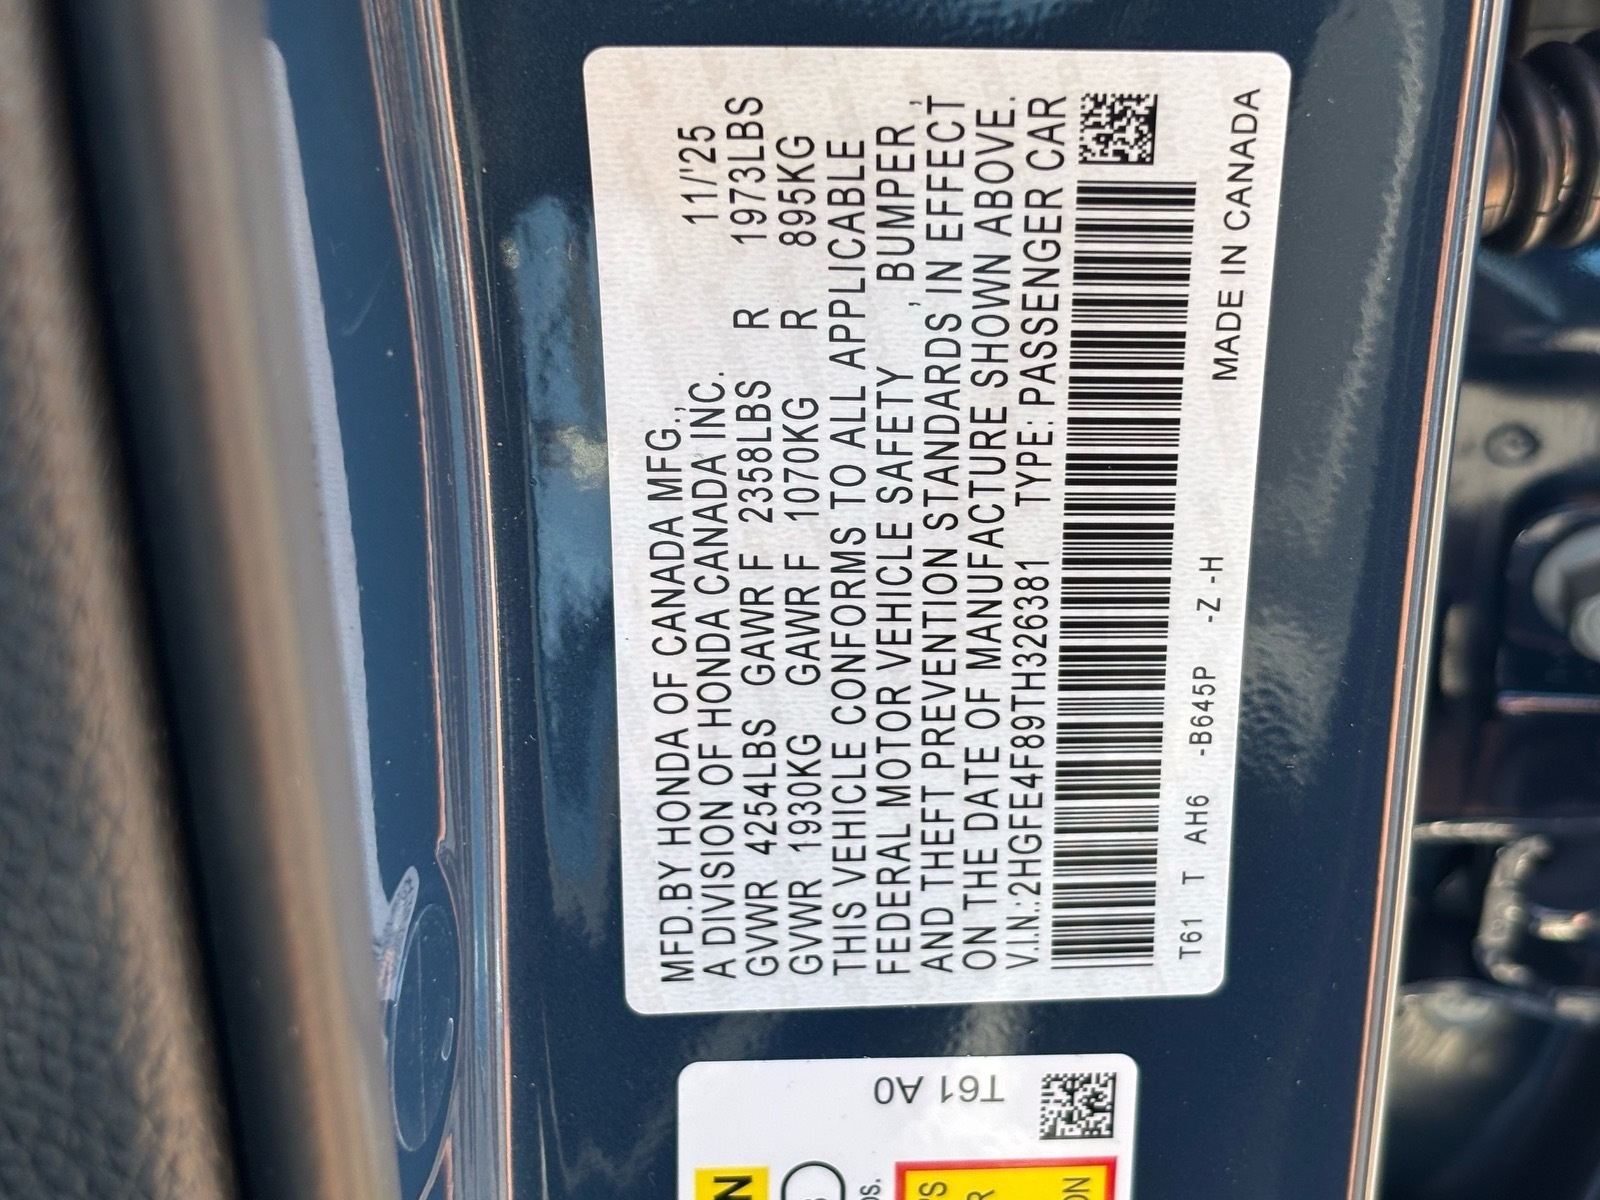 MFD.BY HONDA OF CANADA MFG.,
A DIVISION OF HONDA CANADA INC. 11/'25
GVWR 4254LBS GAWR F 2358LBS R 1973LBS
GVWR 1930KG GAWR F 1070KG R 895KG
THIS VEHICLE CONFORMS TO ALL APPLICABLE
FEDERAL MOTOR VEHICLE SAFETY , BUMPER ,
AND THEFT PREVENTION STANDARDS IN EFFECT
ON THE DATE OF MANUFACTURE SHOWN ABOVE.
V.I.N.:2HGFE4F89TH326381 TYPE: PASSENGER CAR
T61 T AH6 -B645P -Z -H MADE IN CANADA
T61 A0